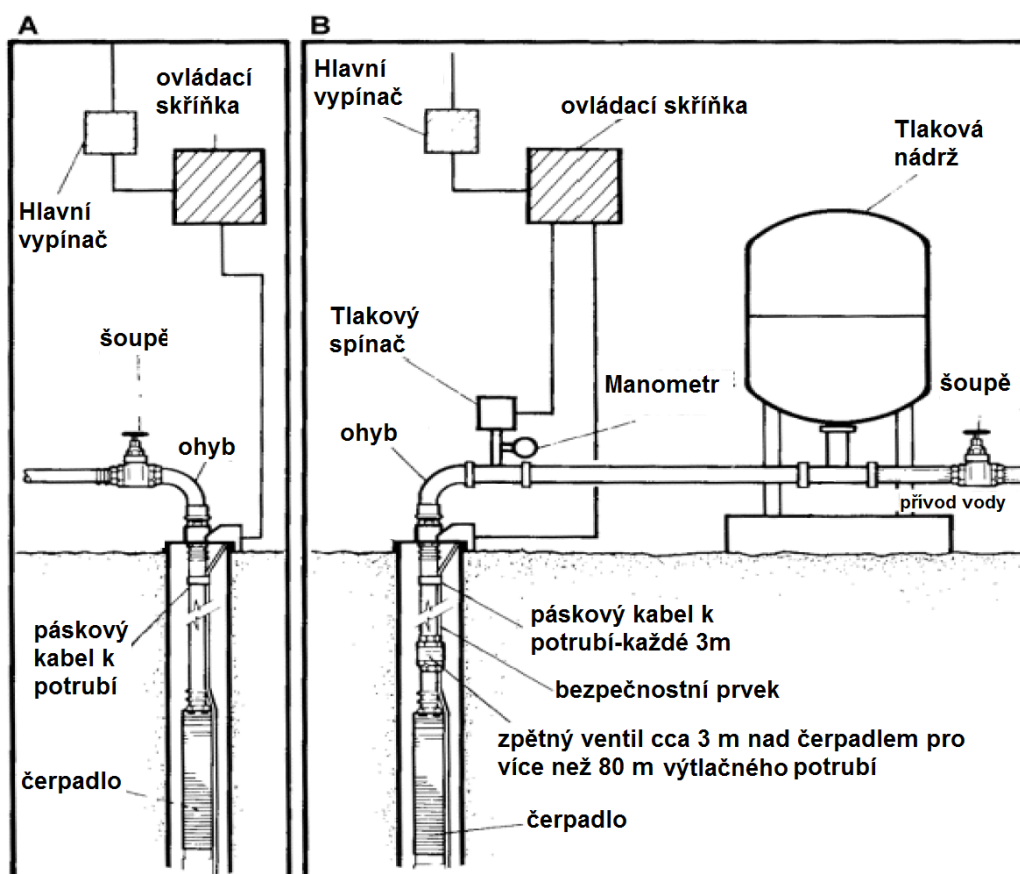 A
ovládací
skříňka
Hlavní
vypínač
šoupě
ohyb
páskový
kabel k
potrubí
čerpadlo
B
Hlavní
vypínač
ovládací skříňka
Tlaková
nádrž
Tlakový
spínač
Manometr
šoupě
ohyb
přívod vody
páskový kabel k
potrubí-každé 3m
bezpečnostní prvek
zpětný ventil cca 3 m nad čerpadlem pro
více než 80 m výtlačného potrubí
čerpadlo